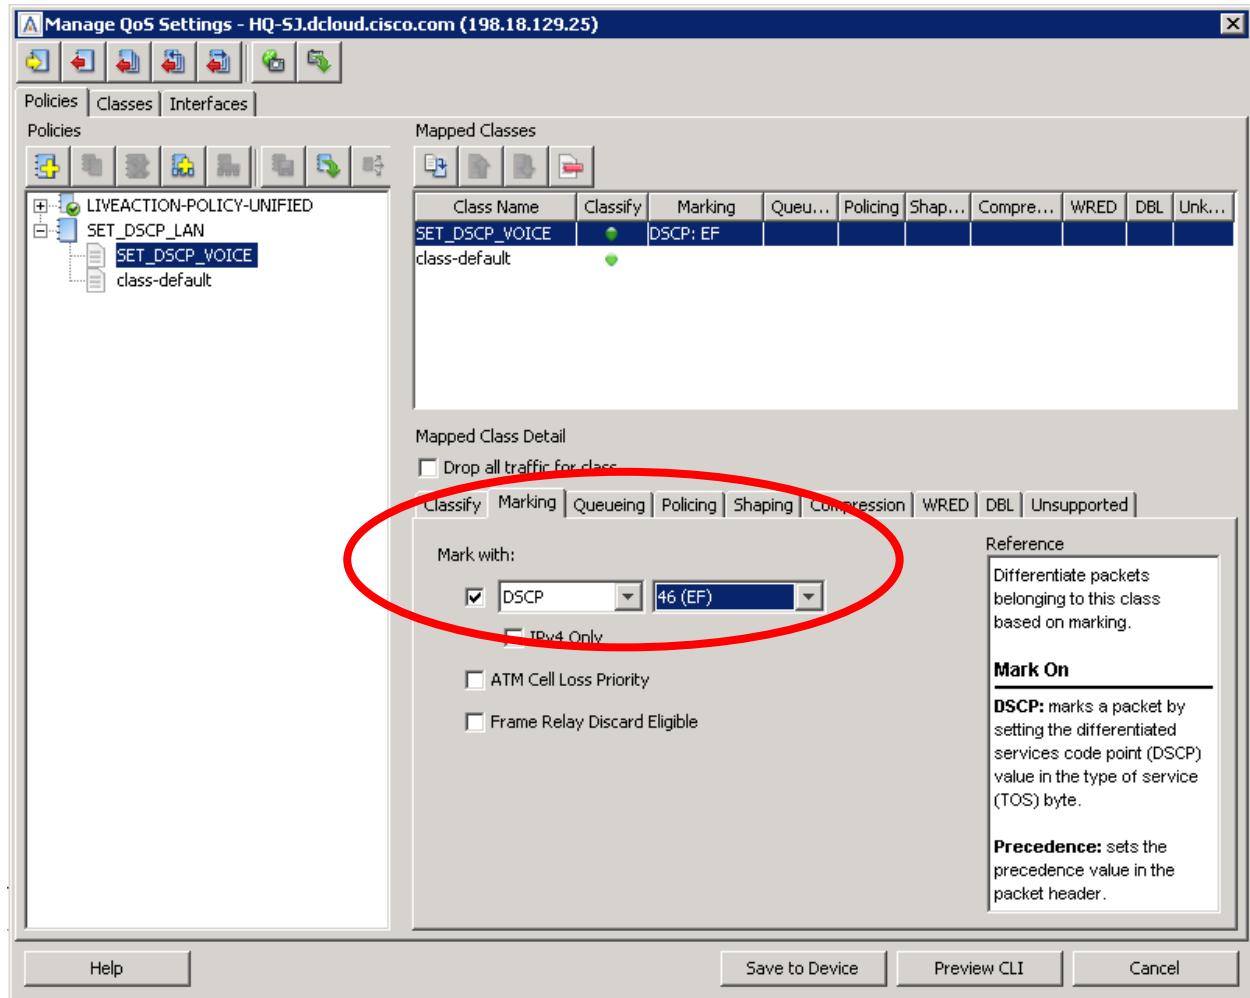 Manage QoS Settings - HQ-SJ.dcloud.cisco.com (198.18.129.25)
Policies Classes Interfaces
Policies
LIVEACTION-POLICY-UNIFIED
SET_DSCP_LAN
SET_DSCP_VOICE
class-default
Mapped Classes
Class Name Classify Marking Queu... Policing Shap... Compre... WRED DBL Unk...
SET_DSCP_VOICE DSCP: EF
class-default
Mapped Class Detail
Drop all traffic for class
Classify Marking Queueing Policing Shaping Compression WRED DBL Unsupported
Mark with:
DSCP 46 (EF)
IPv4 Only
ATM Cell Loss Priority
Frame Relay Discard Eligible
Reference
Differentiate packets
belonging to this class
based on marking.
Mark On
DSCP: marks a packet by
setting the differentiated
services code point (DSCP)
value in the type of service
(TOS) byte.
Precedence: sets the
precedence value in the
packet header.
Help Save to Device Preview CLI Cancel